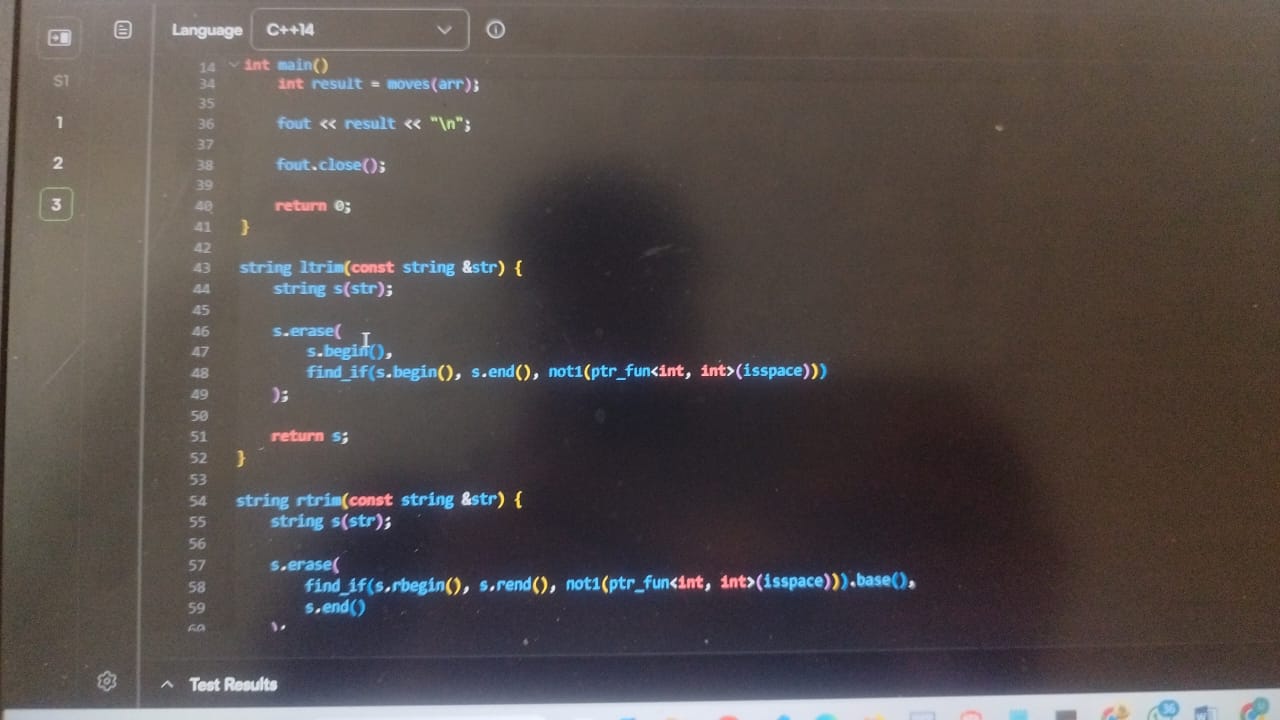 Language C++14
S1
1
2
3
14 int main()
34 int result = moves(arr);
35
36 fout << result << "\n";
37
38 fout.close();
39
40 return 0;
41 }
42
43 string ltrim(const string &str) {
44 string s(str);
45
46 s.erase(
47 s.begin(),
48 find_if(s.begin(), s.end(), not1(ptr_fun<int, int>(isspace)))
49 );
50
51 return s;
52 }
53
54 string rtrim(const string &str) {
55 string s(str);
56
57 s.erase(
58 find_if(s.rbegin(), s.rend(), not1(ptr_fun<int, int>(isspace))).base(),
59 s.end()
60 );
Test Results
36